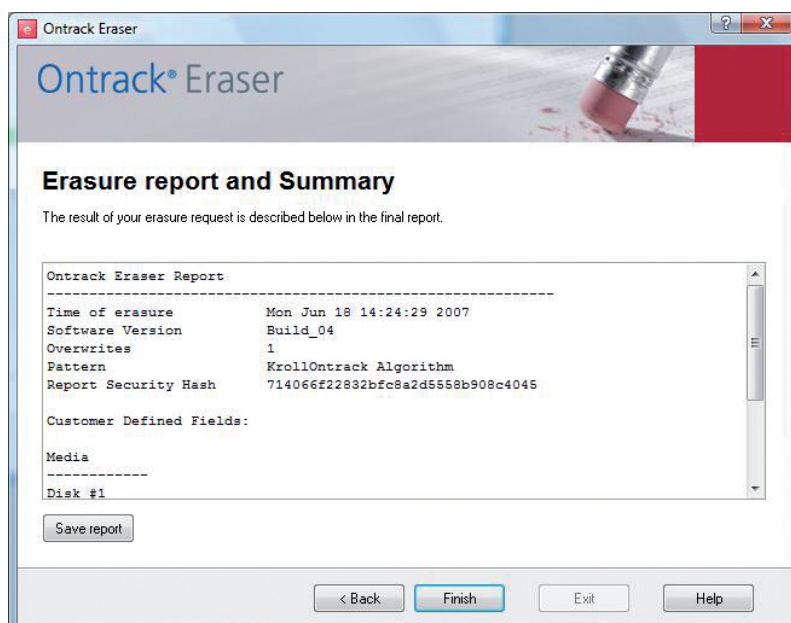 e Ontrack Eraser
? X
Ontrack® Eraser
Erasure report and Summary
The result of your erasure request is described below in the final report.
Ontrack Eraser Report
------------------------------------------------------------
Time of erasure Mon Jun 18 14:24:29 2007
Software Version Build_04
Overwrites 1
Pattern KrollOntrack Algorithm
Report Security Hash 714066f22832bfc8a2d5558b908c4045
Customer Defined Fields:
Media
------------
Disk #1
Save report
< Back Finish Exit Help